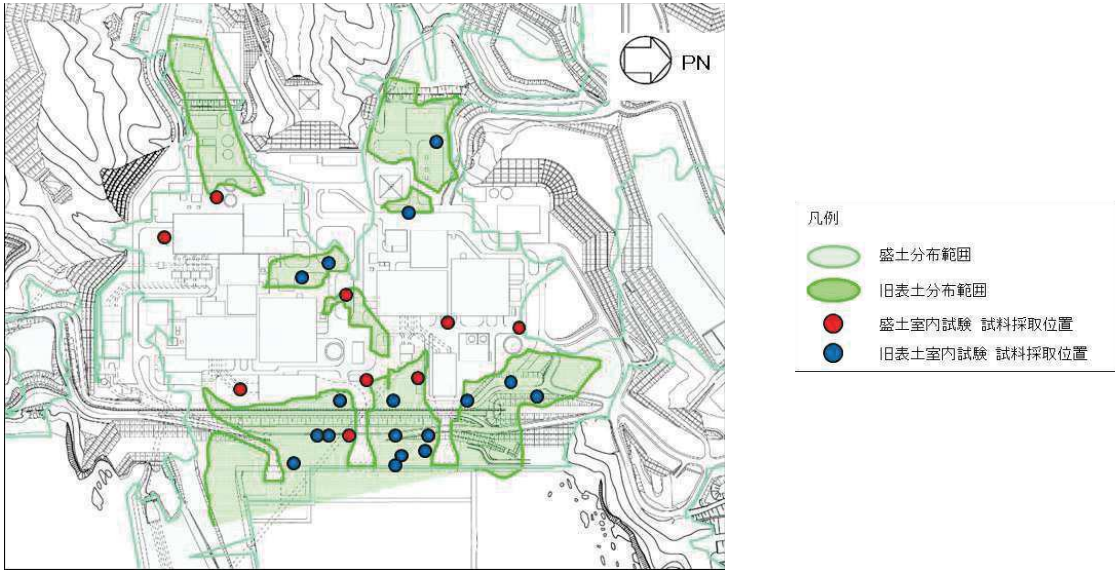 PN
凡例
盛土分布範囲
旧表土分布範囲
盛土室内試験 試料採取位置
旧表土室内試験 試料採取位置